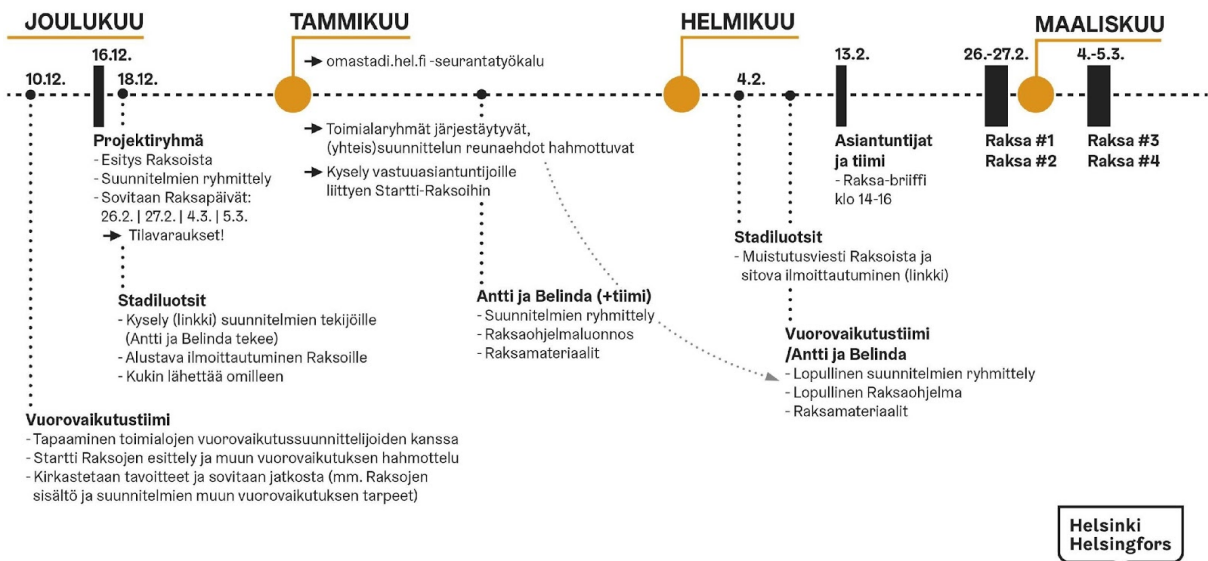 JOULUKUU
10.12.
16.12.
18.12.
TAMMIKUU
→ omastadi.hel.fi -seurantatyökalu
HELMIKUU
4.2.
13.2.
26.-27.2.
MAALISKUU
4.-5.3.
Projektiryhmä
- Esitys Raksoista
- Suunnitelmien ryhmittely
- Sovitaan Raksapäivät:
26.2. | 27.2. | 4.3. | 5.3.
→ Tilavaraukset!
→ Toimialaryhmät järjestäytyvät,
(yhteis)suunnittelun reunaehdot hahmottuvat
→ Kysely vastuuasiantuntijoille
liittyen Startti-Raksoihin
Asiantuntijat
ja tiimi
- Raksa-briiffi
klo 14-16
Raksa #1
Raksa #2
Raksa #3
Raksa #4
Stadiluotsit
- Kysely (linkki) suunnitelmien tekijöille
(Antti ja Belinda tekee)
- Alustava ilmoittautuminen Raksoille
- Kukin lähettää omilleen
Antti ja Belinda (+tiimi)
- Suunnitelmien ryhmittely
- Raksaohjelmaluonnos
- Raksamateriaalit
Stadiluotsit
- Muistutusviesti Raksoista ja
sitova ilmoittautuminen (linkki)
Vuorovaikutustiimi
/Antti ja Belinda
- Lopullinen suunnitelmien ryhmittely
- Lopullinen Raksaohjelma
- Raksamateriaalit
Vuorovaikutustiimi
- Tapaaminen toimialojen vuorovaikutussuunnittelijoiden kanssa
- Startti Raksojen esittely ja muun vuorovaikutuksen hahmottelu
- Kirkastetaan tavoitteet ja sovitaan jatkosta (mm. Raksojen
sisältö ja suunnitelmien muun vuorovaikutuksen tarpeet)
Helsinki
Helsingfors